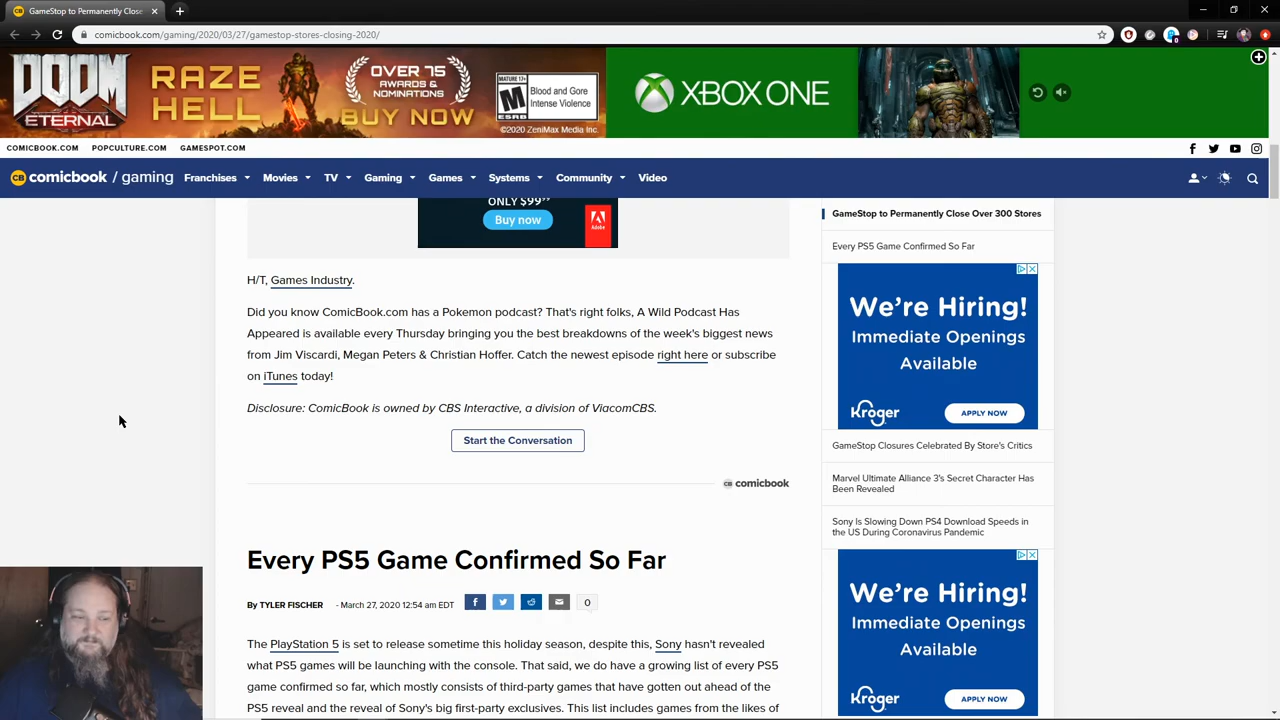 GameStop to Permanently Close
comicbook.com/gaming/2020/03/27/gamestop-stores-closing-2020/
DOOM
ETERNAL
RAZE
HELL
OVER 75
AWARDS &
NOMINATIONS
BUY NOW
MATURE 17+
M
ESRB
Blood and Gore
Intense Violence
©2020 ZeniMax Media Inc.
XBOX ONE
COMICBOOK.COM POPCULTURE.COM GAMESPOT.COM
CB comicbook / gaming Franchises Movies TV Gaming Games Systems Community Video
ONLY $99⁹⁹
Buy now
Adobe
H/T, Games Industry.
Did you know ComicBook.com has a Pokemon podcast? That's right folks, A Wild Podcast Has
Appeared is available every Thursday bringing you the best breakdowns of the week's biggest news
from Jim Viscardi, Megan Peters & Christian Hoffer. Catch the newest episode right here or subscribe
on iTunes today!
Disclosure: ComicBook is owned by CBS Interactive, a division of ViacomCBS.
Start the Conversation
CB comicbook
Every PS5 Game Confirmed So Far
By TYLER FISCHER - March 27, 2020 12:54 am EDT
0
The PlayStation 5 is set to release sometime this holiday season, despite this, Sony hasn't revealed
what PS5 games will be launching with the console. That said, we do have a growing list of every PS5
game confirmed so far, which mostly consists of third-party games that have gotten out ahead of the
PS5 reveal and the reveal of Sony's big first-party exclusives. This list includes games from the likes of
GameStop to Permanently Close Over 300 Stores
Every PS5 Game Confirmed So Far
We're Hiring!
Immediate Openings
Available
Kroger
APPLY NOW
GameStop Closures Celebrated By Store's Critics
Marvel Ultimate Alliance 3's Secret Character Has
Been Revealed
Sony Is Slowing Down PS4 Download Speeds in
the US During Coronavirus Pandemic
We're Hiring!
Immediate Openings
Available
Kroger
APPLY NOW